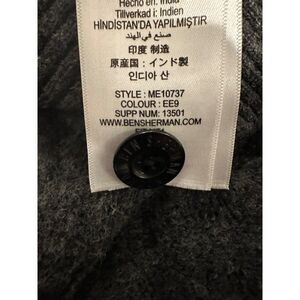 Hecho en: India
Tillverkad i: Indien
HİNDİSTAN'DA YAPILMIŞTIR
صنع في الهند
印度 制造
原産国：インド製
인디아 산
STYLE : ME10737
COLOUR : EE9
SUPP NUM : 13501
WWW.BENSHERMAN.COM